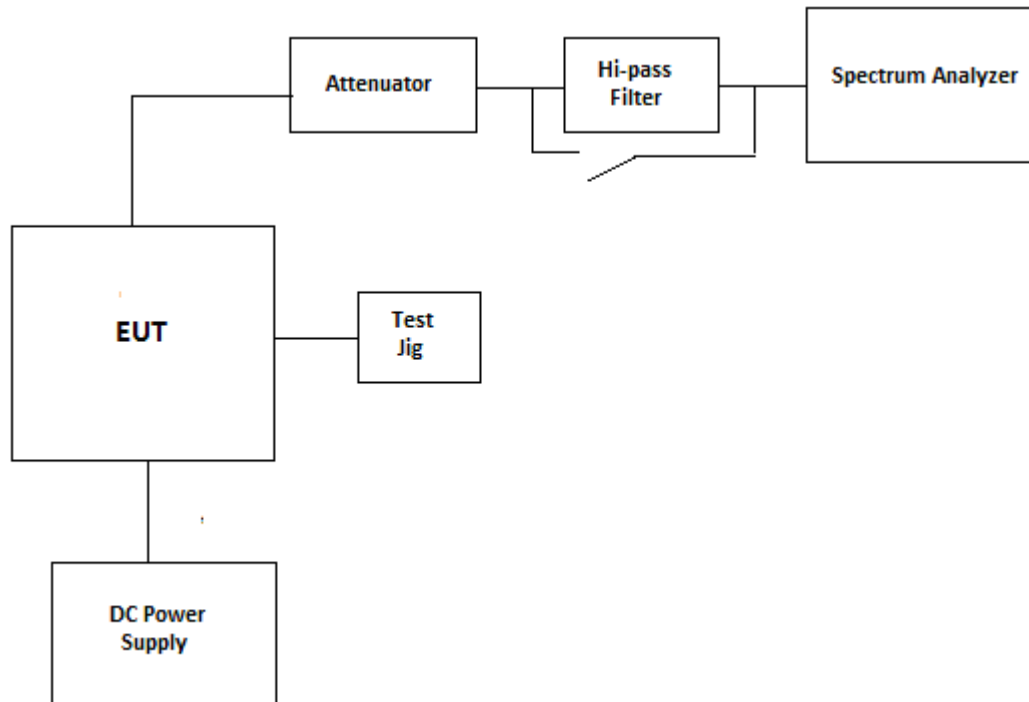 Attenuator
Hi-pass
Filter
Spectrum Analyzer
EUT
Test
Jig
DC Power
Supply